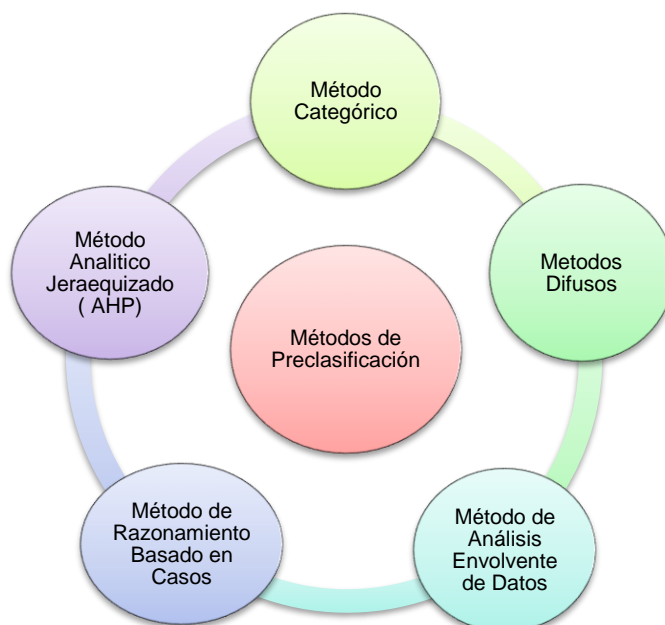 Método
Categórico
Metodos
Difusos
Método de
Análisis
Envolvente
de Datos
Método de
Razonamiento
Basado en
Casos
Método
Analitico
Jeraequizado
( AHP)
Métodos de
Preclasificación